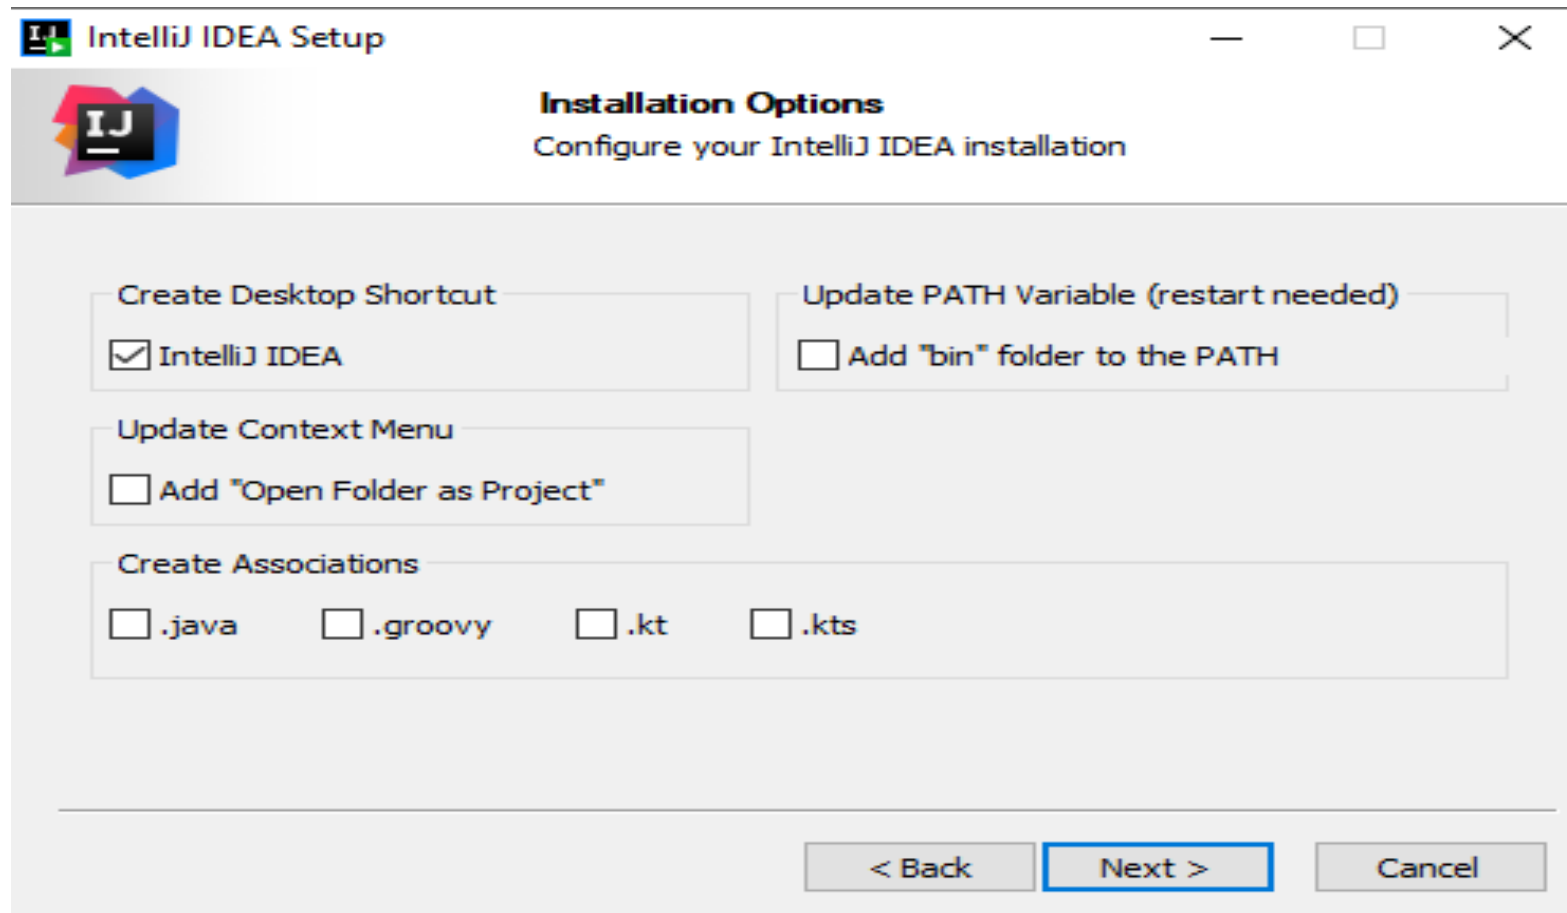 IntelliJ IDEA Setup
IJ
Installation Options
Configure your IntelliJ IDEA installation
Create Desktop Shortcut
IntelliJ IDEA
Update PATH Variable (restart needed)
Add "bin" folder to the PATH
Update Context Menu
Add "Open Folder as Project"
Create Associations
.java .groovy .kt .kts
< Back Next > Cancel